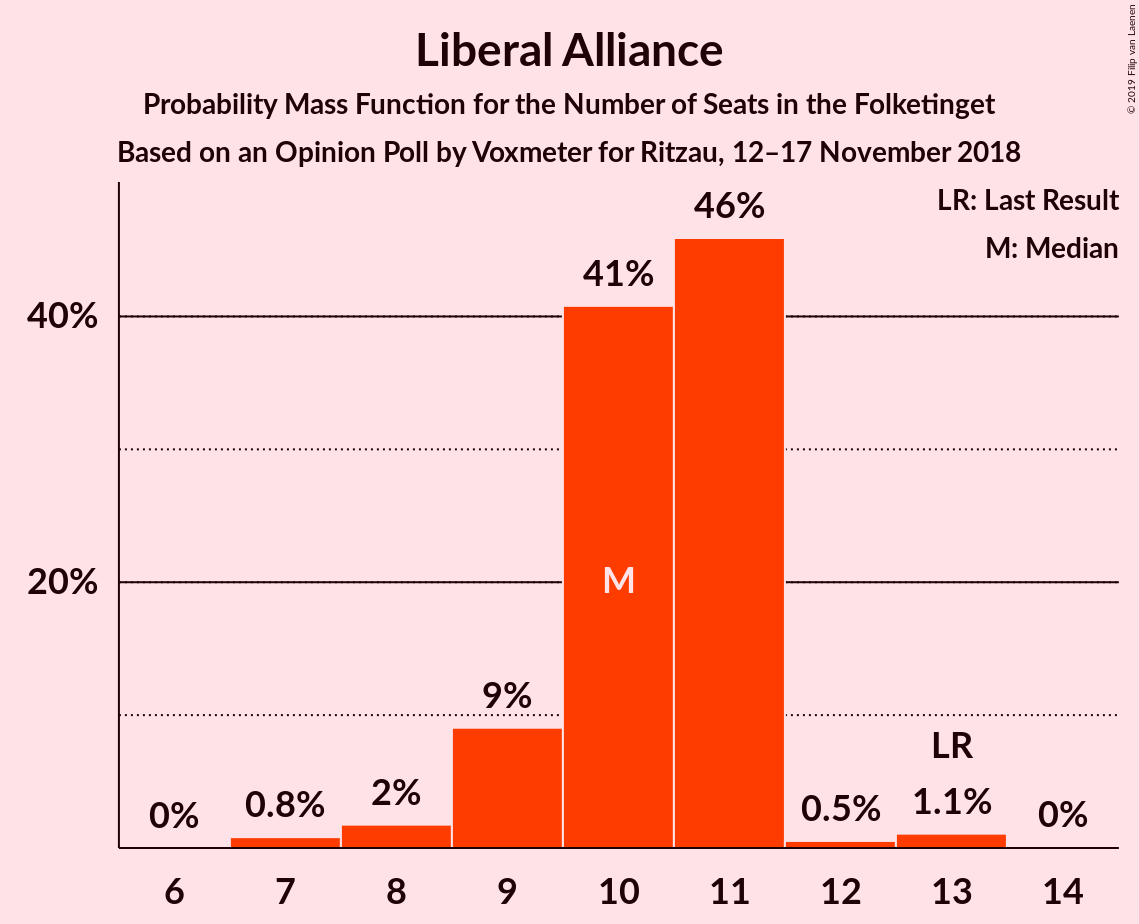 Liberal Alliance
Probability Mass Function for the Number of Seats in the Folketinget
Based on an Opinion Poll by Voxmeter for Ritzau, 12–17 November 2018
© 2019 Filip van Laenen
LR: Last Result
M: Median
46%
41%
40%
20%
M
9%
LR
0%
0.8%
2%
0.5%
1.1%
0%
6 7 8 9 10 11 12 13 14